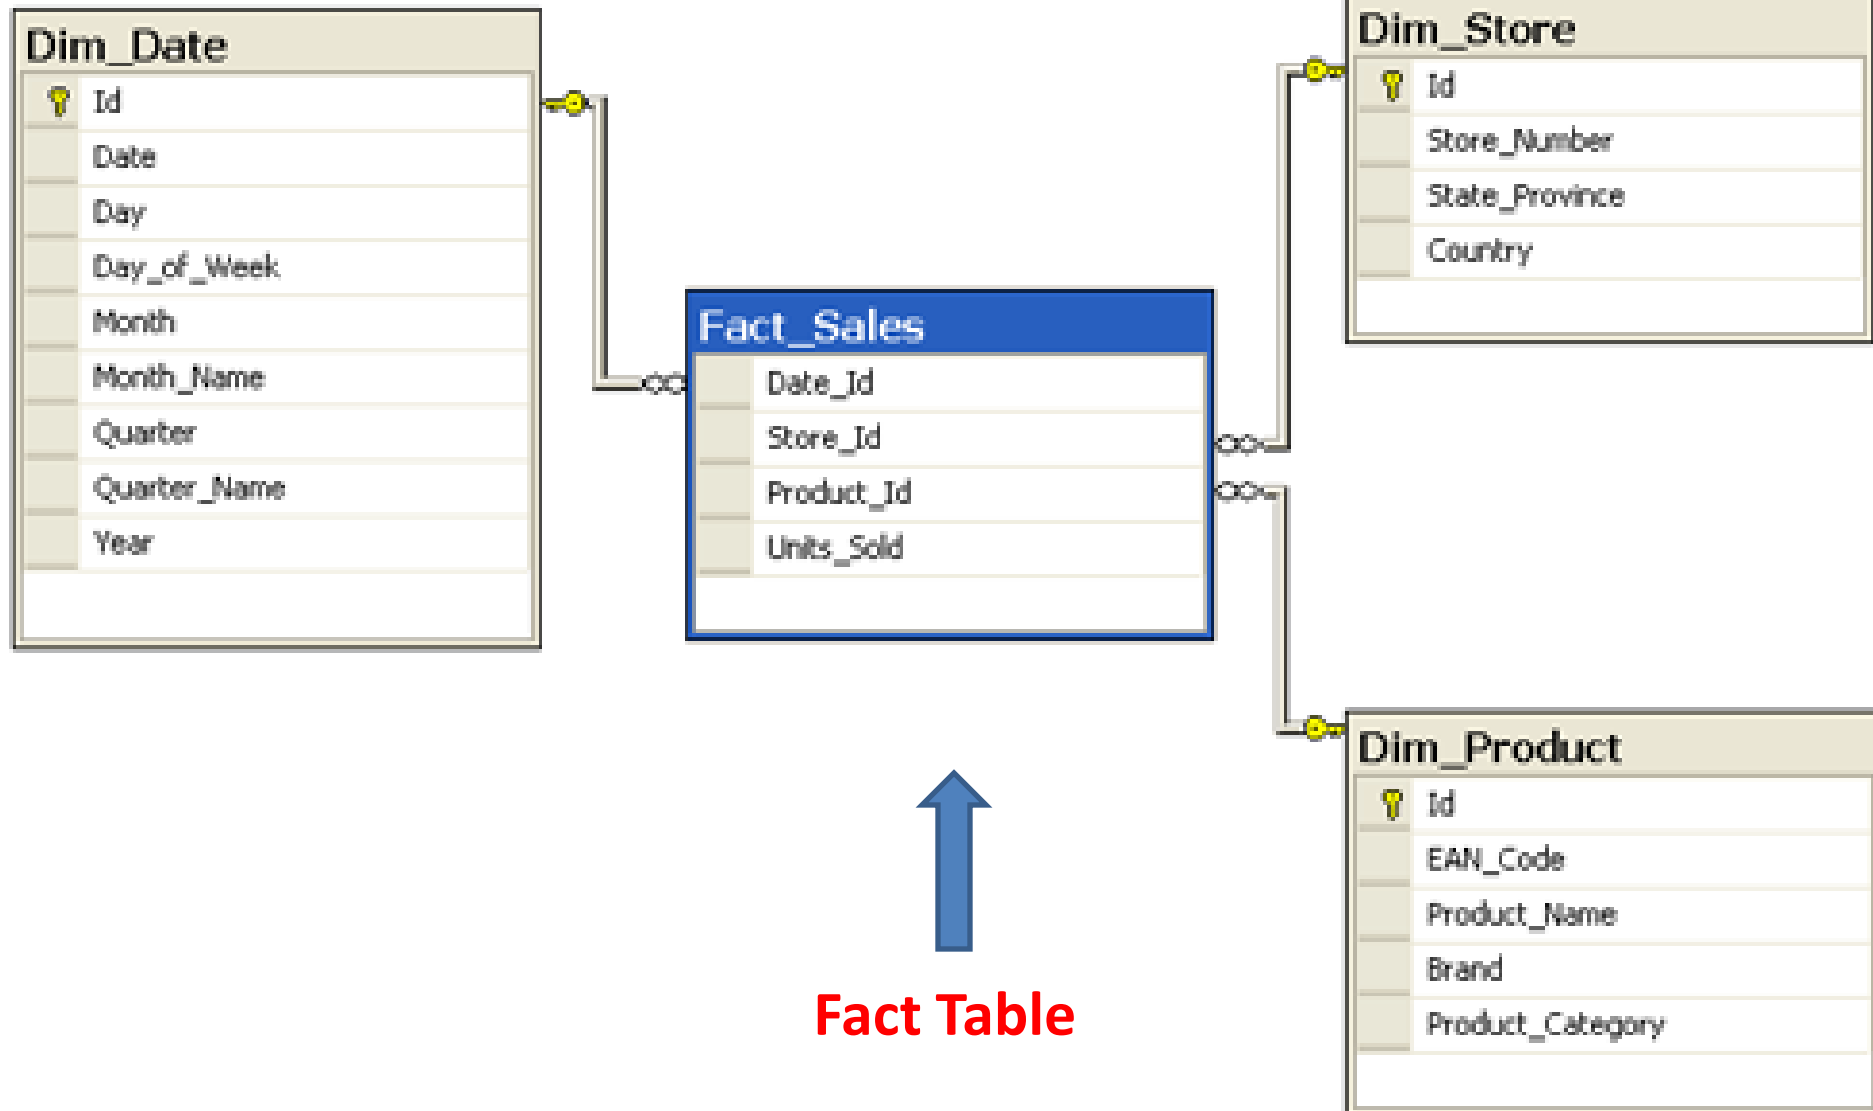 Dim_Date
Id
Date
Day
Day_of_Week
Month
Month_Name
Quarter
Quarter_Name
Year
Fact_Sales
Date_Id
Store_Id
Product_Id
Units_Sold
Dim_Store
Id
Store_Number
State_Province
Country
Dim_Product
Id
EAN_Code
Product_Name
Brand
Product_Category
Fact Table